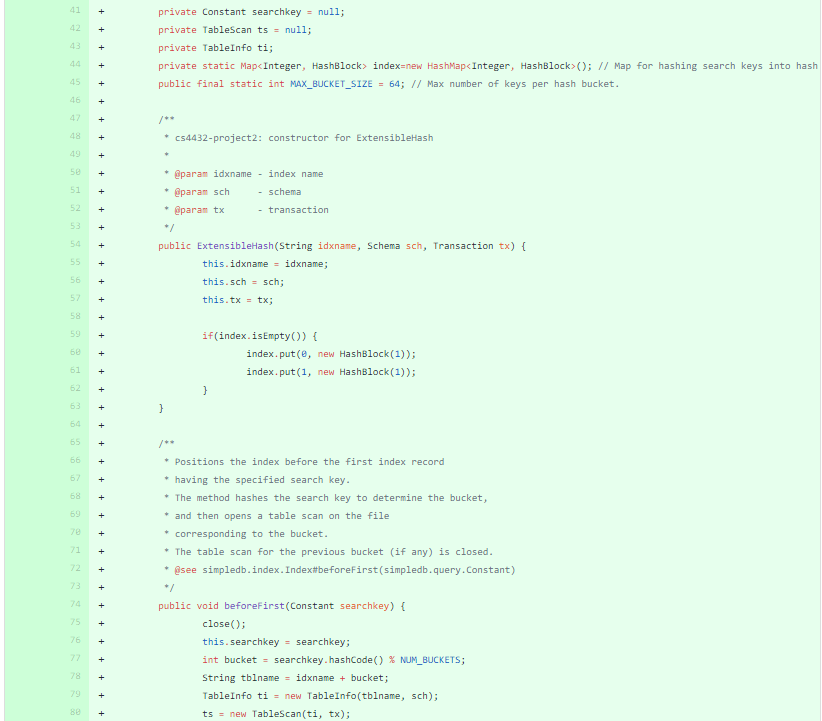 41 + private Constant searchkey = null;
42 + private TableScan ts = null;
43 + private TableInfo ti;
44 + private static Map<Integer, HashBlock> index=new HashMap<Integer, HashBlock>(); // Map for hashing search keys into hash
45 + public final static int MAX_BUCKET_SIZE = 64; // Max number of keys per hash bucket.
46 +
47 + /**
48 + * cs4432-project2: constructor for ExtensibleHash
49 + *
50 + * @param idxname - index name
51 + * @param sch - schema
52 + * @param tx - transaction
53 + */
54 + public ExtensibleHash(String idxname, Schema sch, Transaction tx) {
55 + this.idxname = idxname;
56 + this.sch = sch;
57 + this.tx = tx;
58 +
59 + if(index.isEmpty()) {
60 + index.put(0, new HashBlock(1));
61 + index.put(1, new HashBlock(1));
62 + }
63 + }
64 +
65 + /**
66 + * Positions the index before the first index record
67 + * having the specified search key.
68 + * The method hashes the search key to determine the bucket,
69 + * and then opens a table scan on the file
70 + * corresponding to the bucket.
71 + * The table scan for the previous bucket (if any) is closed.
72 + * @see simpledb.index.Index#beforeFirst(simpledb.query.Constant)
73 + */
74 + public void beforeFirst(Constant searchkey) {
75 + close();
76 + this.searchkey = searchkey;
77 + int bucket = searchkey.hashCode() % NUM_BUCKETS;
78 + String tblname = idxname + bucket;
79 + TableInfo ti = new TableInfo(tblname, sch);
80 + ts = new TableScan(ti, tx);